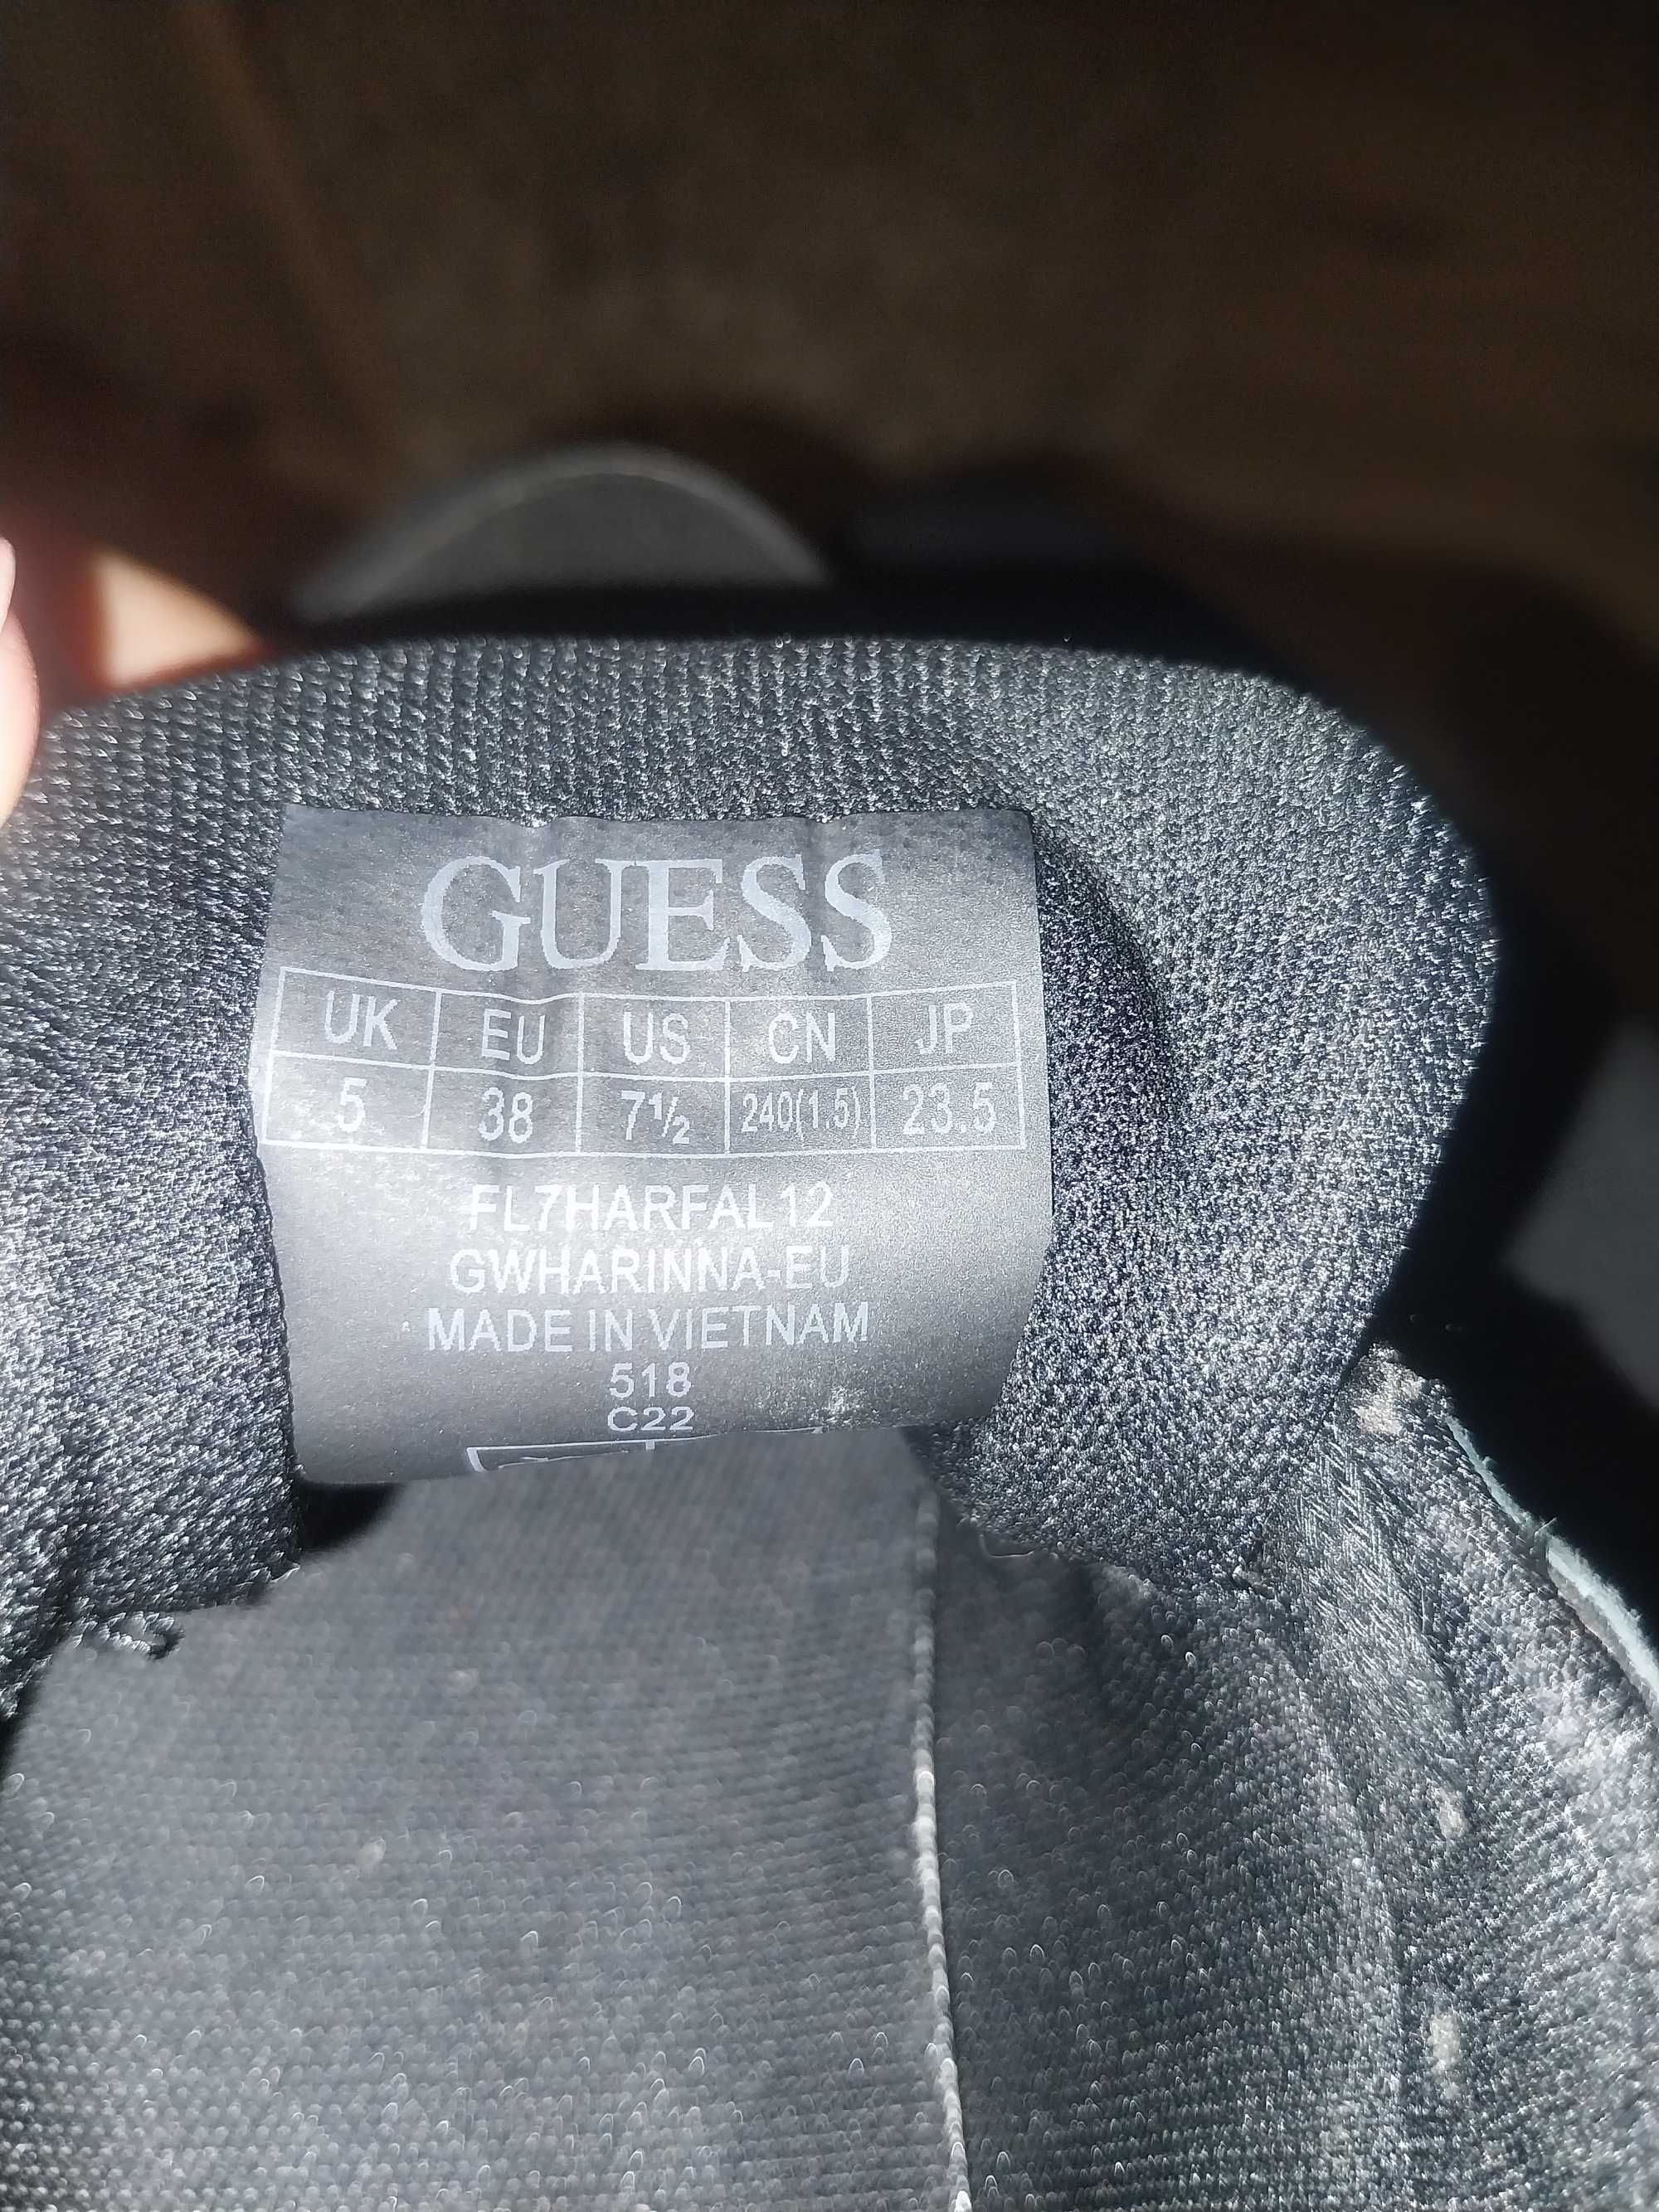 GUESS
UK EU US CN JP
5 38 7½ 240(1.5) 23.5
FL7HARFAL12
GWHARINNA-EU
MADE IN VIETNAM
518
C22